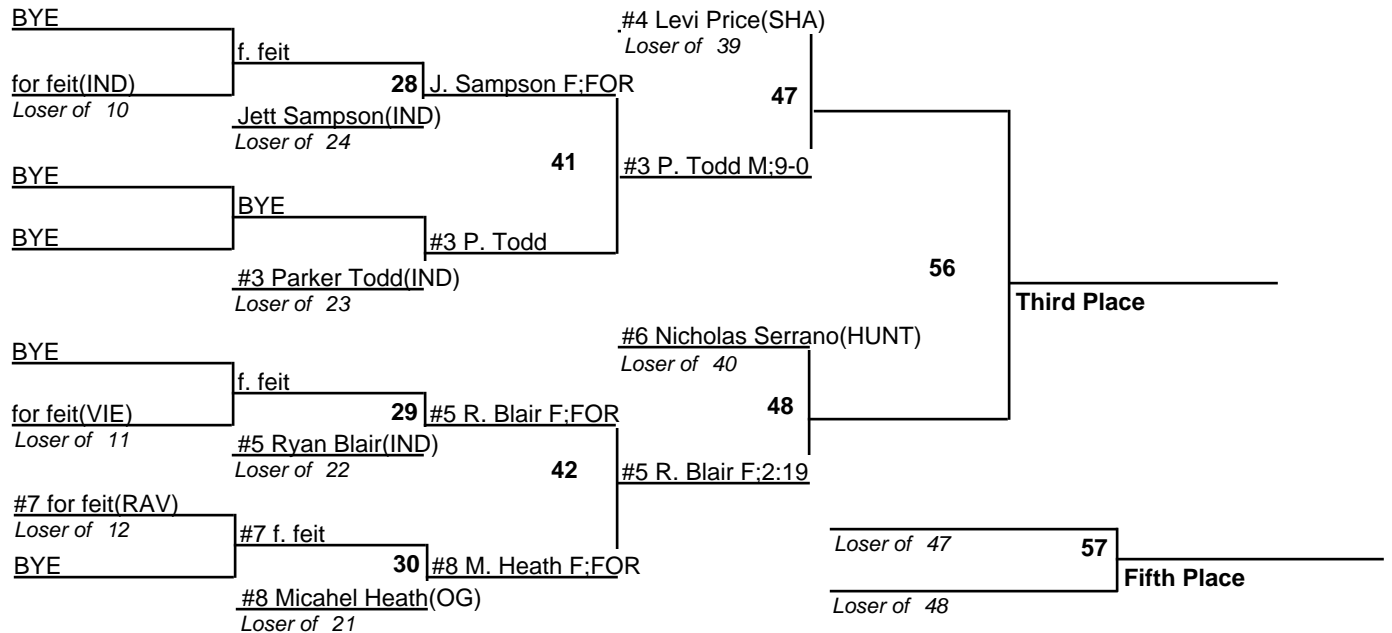 BYE
f. feit
for feit(IND)
Loser of 10
28
J. Sampson F;FOR
Jett Sampson(IND)
Loser of 24
41
BYE
BYE
BYE
#3 P. Todd
#3 Parker Todd(IND)
Loser of 23
#4 Levi Price(SHA)
Loser of 39
47
#3 P. Todd M;9-0
56
Third Place
BYE
f. feit
for feit(VIE)
Loser of 11
29
#5 R. Blair F;FOR
#5 Ryan Blair(IND)
Loser of 22
42
#7 for feit(RAV)
Loser of 12
#7 f. feit
BYE
30
#8 M. Heath F;FOR
#8 Micahel Heath(OG)
Loser of 21
#6 Nicholas Serrano(HUNT)
Loser of 40
48
#5 R. Blair F;2:19
Loser of 47
57
Fifth Place
Loser of 48